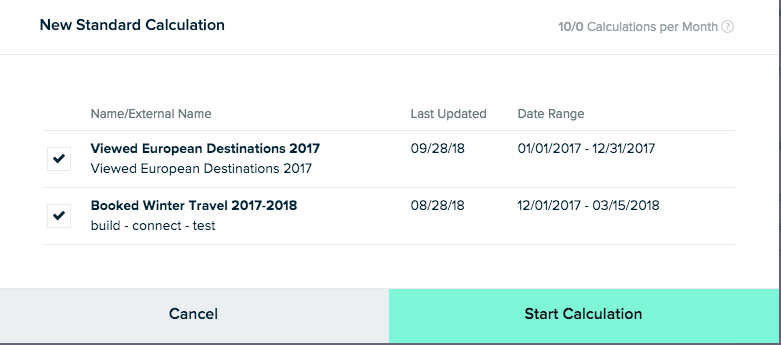 New Standard Calculation
10/0 Calculations per Month ?
Name/External Name Last Updated Date Range
Viewed European Destinations 2017 09/28/18 01/01/2017 - 12/31/2017
Viewed European Destinations 2017
Booked Winter Travel 2017-2018 08/28/18 12/01/2017 - 03/15/2018
build - connect - test
Cancel Start Calculation